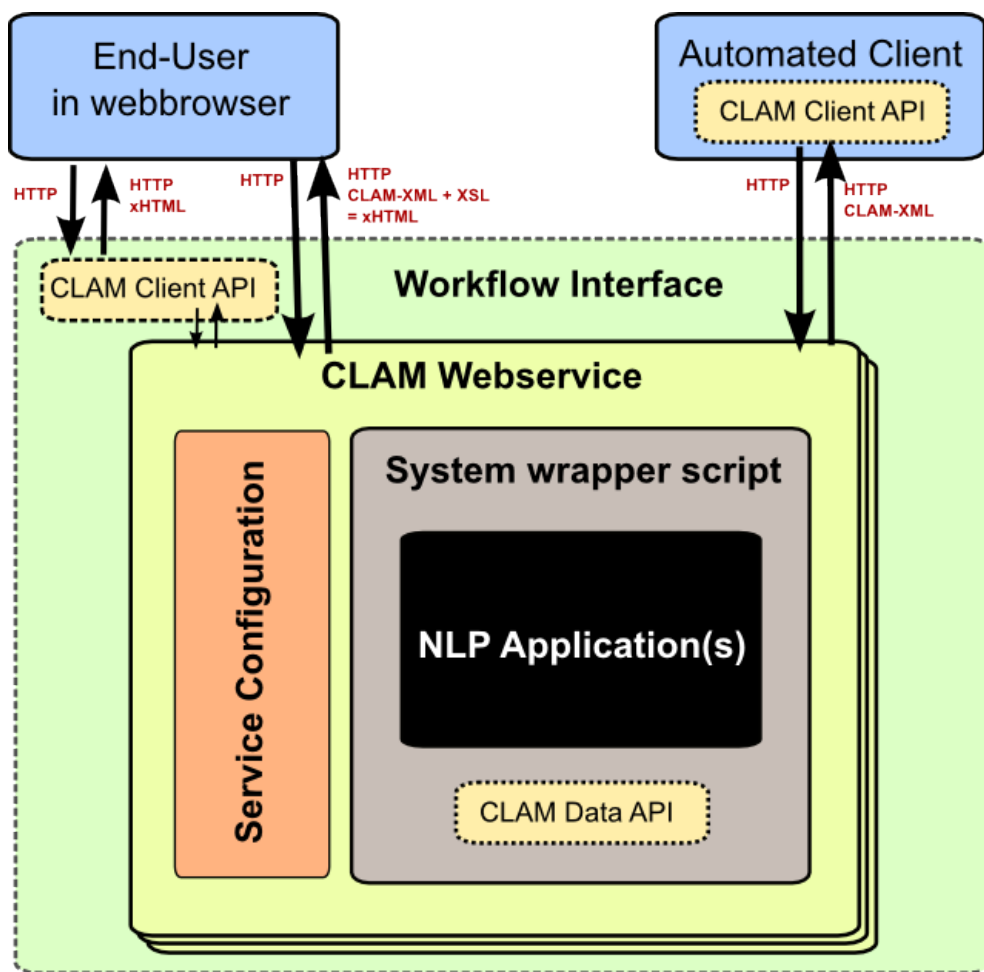 End-User
in webbrowser
Automated Client
CLAM Client API
HTTP
HTTP
xHTML
HTTP
HTTP
CLAM-XML + XSL
= xHTML
HTTP
HTTP
CLAM-XML
CLAM Client API
Workflow Interface
CLAM Webservice
Service Configuration
System wrapper script
NLP Application(s)
CLAM Data API